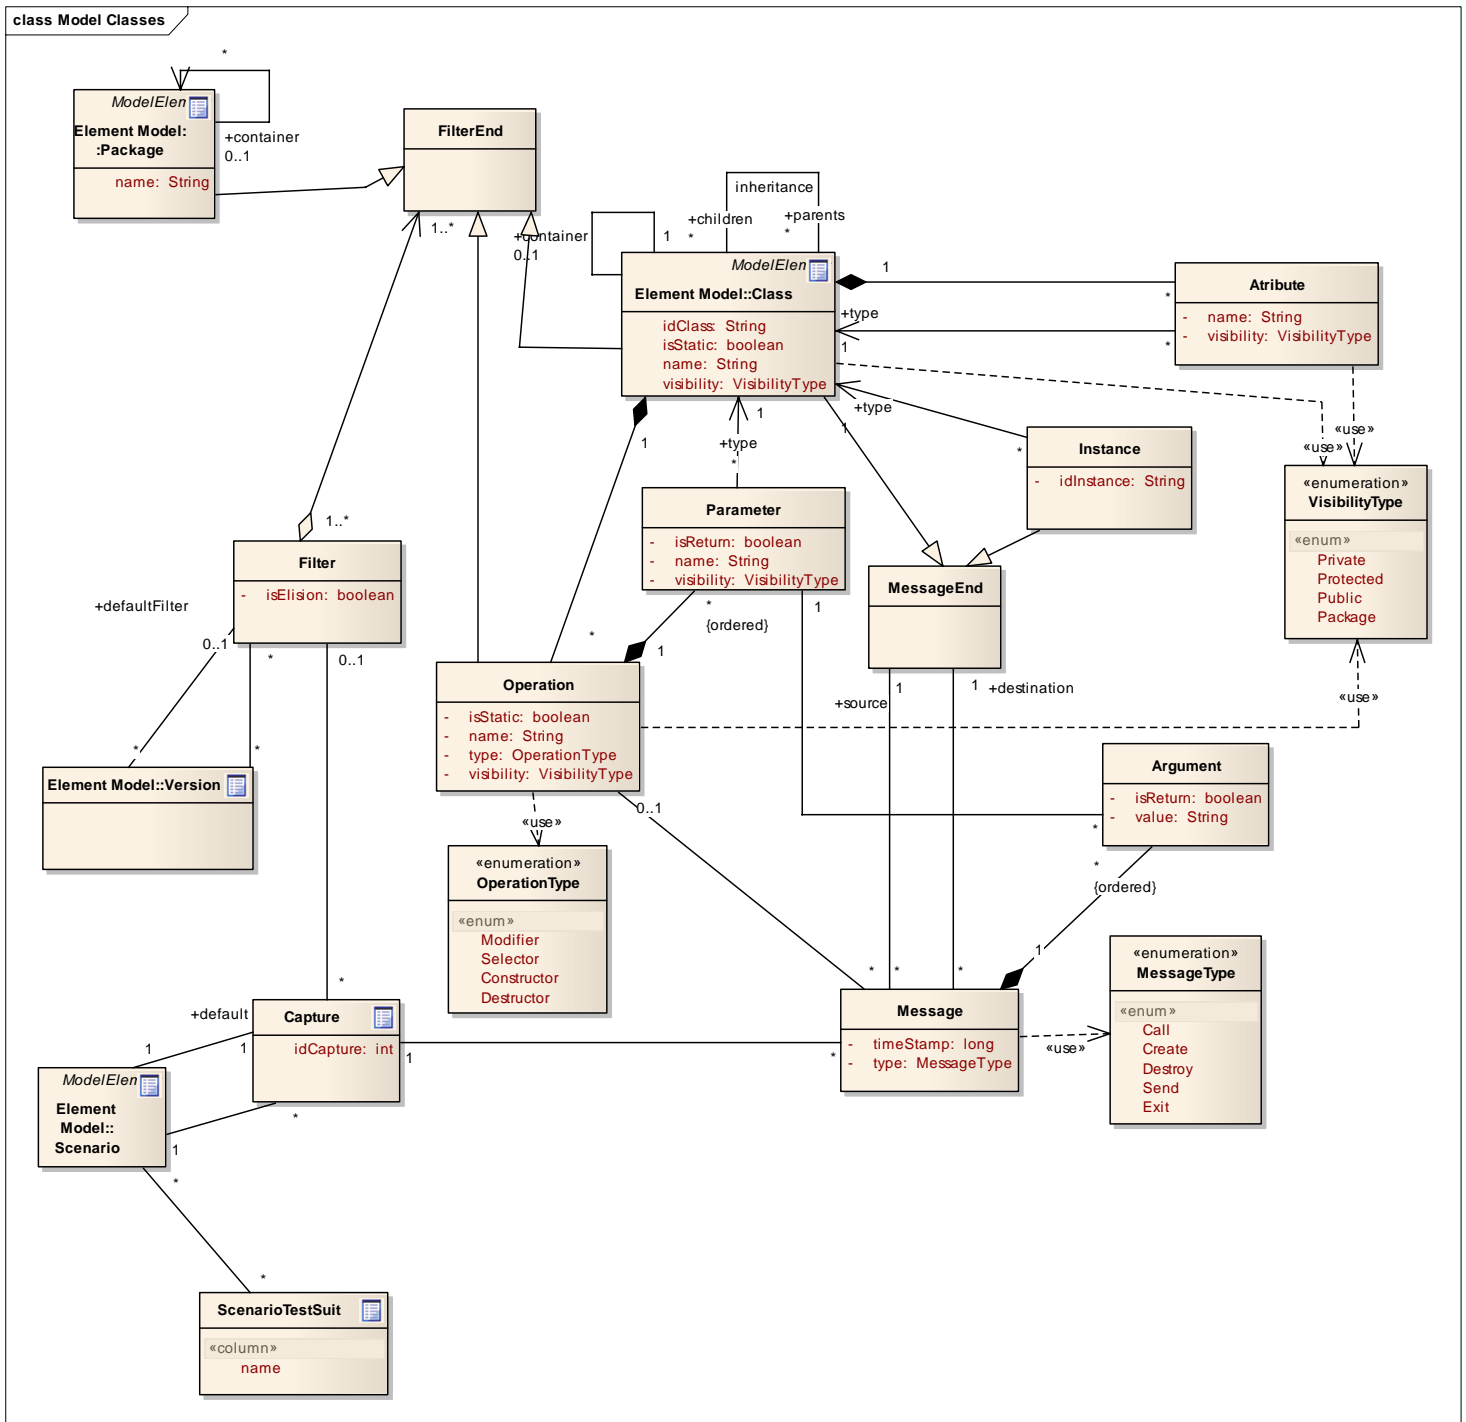 class Model Classes
*
ModelElen
Element Model:
:Package
name: String
+container
0..1
FilterEnd
1..*
+container
0..1
1
inheritance
+children
*
+parents
*
ModelElen
Element Model::Class
idClass: String
isStatic: boolean
name: String
visibility: VisibilityType
1
*
+type
1
*
Atribute
- name: String
- visibility: VisibilityType
«use»
«use»
+type
1
*
Instance
- idInstance: String
1
+type
*
1
«enumeration»
VisibilityType
«enum»
Private
Protected
Public
Package
Parameter
- isReturn: boolean
- name: String
- visibility: VisibilityType
*
{ordered}
1
1
MessageEnd
1..*
Filter
- isElision: boolean
+defaultFilter
0..1
*
0..1
*
*
Element Model::Version
*
Operation
- isStatic: boolean
- name: String
- type: OperationType
- visibility: VisibilityType
+source
1
1
+destination
«use»
Argument
- isReturn: boolean
- value: String
*
*
{ordered}
0..1
«use»
«enumeration»
OperationType
«enum»
Modifier
Selector
Constructor
Destructor
*
*
*
1
«enumeration»
MessageType
«enum»
Call
Create
Destroy
Send
Exit
Message
- timeStamp: long
- type: MessageType
«use»
*
+default
1
1
Capture
idCapture: int
1
*
*
1
ModelElen
Element
Model::
Scenario
*
*
ScenarioTestSuit
«column»
name